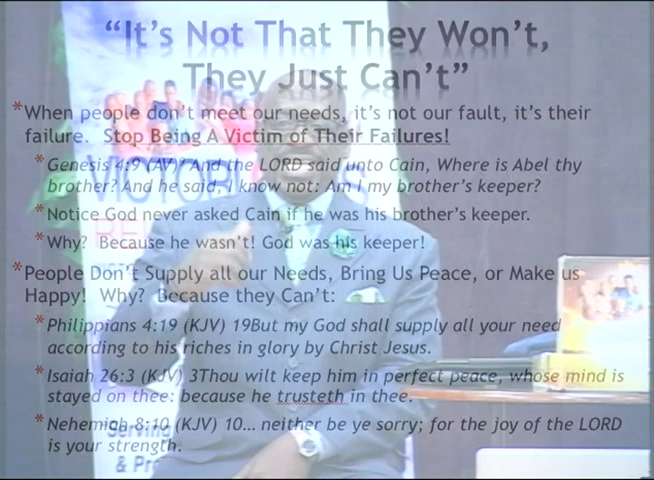 “It’s Not That They Won’t,
They Just Can’t”
*When people don’t meet our needs, it’s not our fault, it’s their
failure. Stop Being A Victim of Their Failures!
*Genesis 4:9 (AV) And the LORD said unto Cain, Where is Abel thy
brother? And he said, I know not: Am I my brother’s keeper?
*Notice God never asked Cain if he was his brother’s keeper.
*Why? Because he wasn’t! God was his keeper!
*People Don’t Supply all our Needs, Bring Us Peace, or Make us
Happy! Why? Because they Can’t:
*Philippians 4:19 (KJV) 19But my God shall supply all your need
according to his riches in glory by Christ Jesus.
*Isaiah 26:3 (KJV) 3Thou wilt keep him in perfect peace, whose mind is
stayed on thee: because he trusteth in thee.
*Nehemiah 8:10 (KJV) 10… neither be ye sorry; for the joy of the LORD
is your strength.
Serving
& Pr